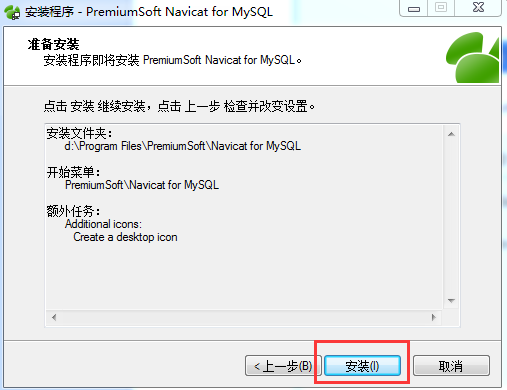 安装程序 - PremiumSoft Navicat for MySQL
准备安装
安装程序即将安装 PremiumSoft Navicat for MySQL。
点击 安装 继续安装，点击 上一步 检查并改变设置。
安装文件夹：
d:\Program Files\PremiumSoft\Navicat for MySQL
开始菜单：
PremiumSoft\Navicat for MySQL
额外任务：
Additional icons:
Create a desktop icon
< 上一步(B) 安装(I) 取消